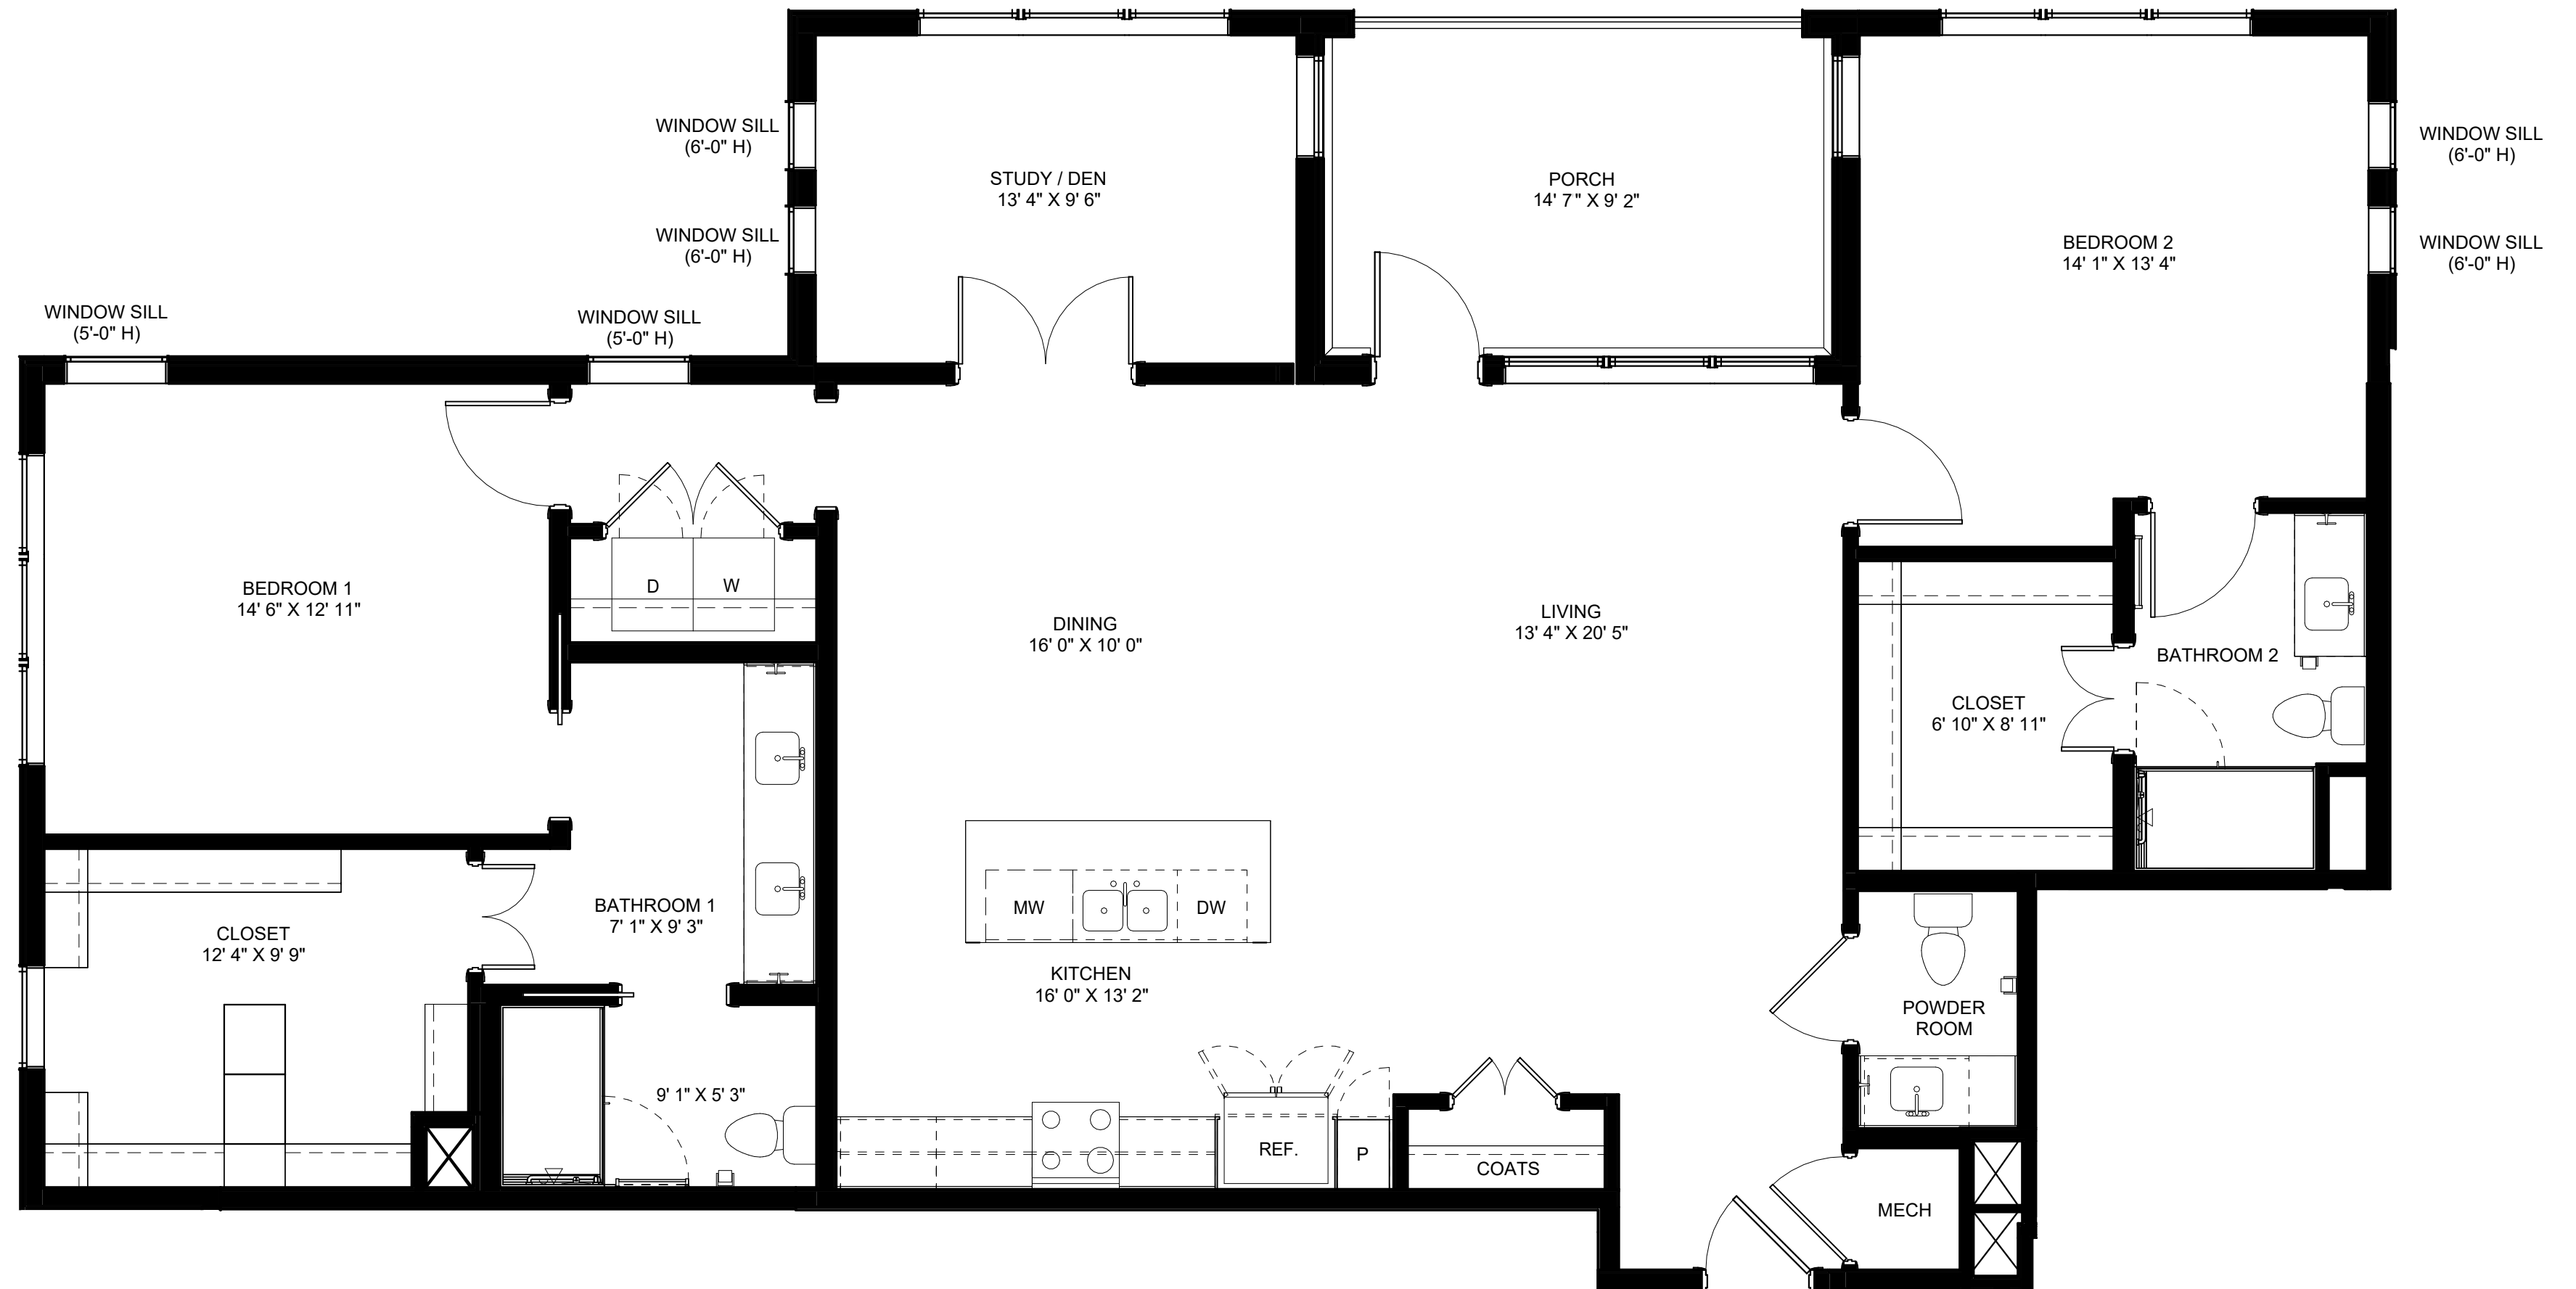 WINDOW SILL
(6'-0" H)
WINDOW SILL
(6'-0" H)
STUDY / DEN
13' 4" X 9' 6"
PORCH
14' 7" X 9' 2"
BEDROOM 2
14' 1" X 13' 4"
WINDOW SILL
(6'-0" H)
WINDOW SILL
(6'-0" H)
WINDOW SILL
(5'-0" H)
WINDOW SILL
(5'-0" H)
BEDROOM 1
14' 6" X 12' 11"
D
W
DINING
16' 0" X 10' 0"
LIVING
13' 4" X 20' 5"
BATHROOM 2
CLOSET
6' 10" X 8' 11"
CLOSET
12' 4" X 9' 9"
BATHROOM 1
7' 1" X 9' 3"
MW
DW
KITCHEN
16' 0" X 13' 2"
POWDER
ROOM
9' 1" X 5' 3"
REF.
P
COATS
MECH